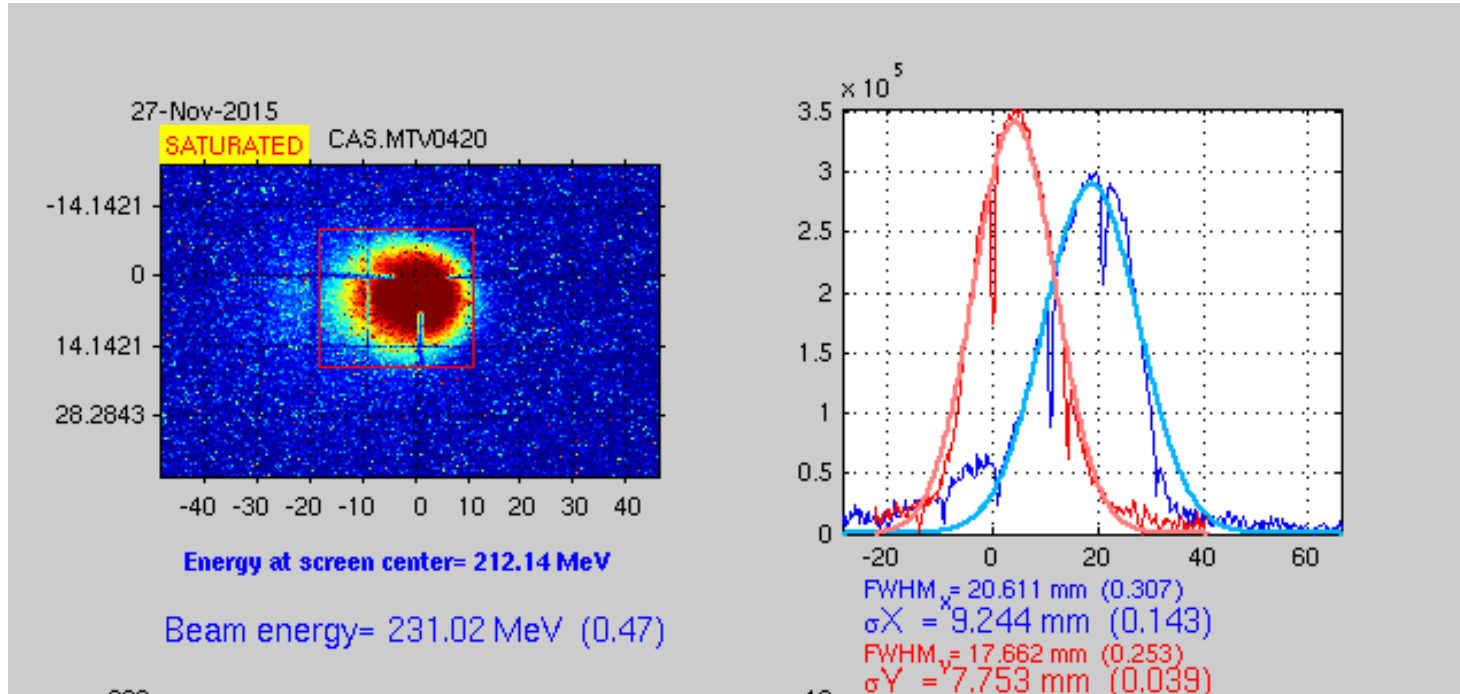 27-Nov-2015
SATURATED CAS.MTV0420
-14.1421
0
14.1421
28.2843
-40 -30 -20 -10 0 10 20 30 40
Energy at screen center= 212.14 MeV
Beam energy= 231.02 MeV (0.47)
x 10^5
3.5
3
2.5
2
1.5
1
0.5
0
-20 0 20 40 60
FWHM_x= 20.611 mm (0.307)
σX = 9.244 mm (0.143)
FWHM_y= 17.662 mm (0.253)
σY = 7.753 mm (0.039)